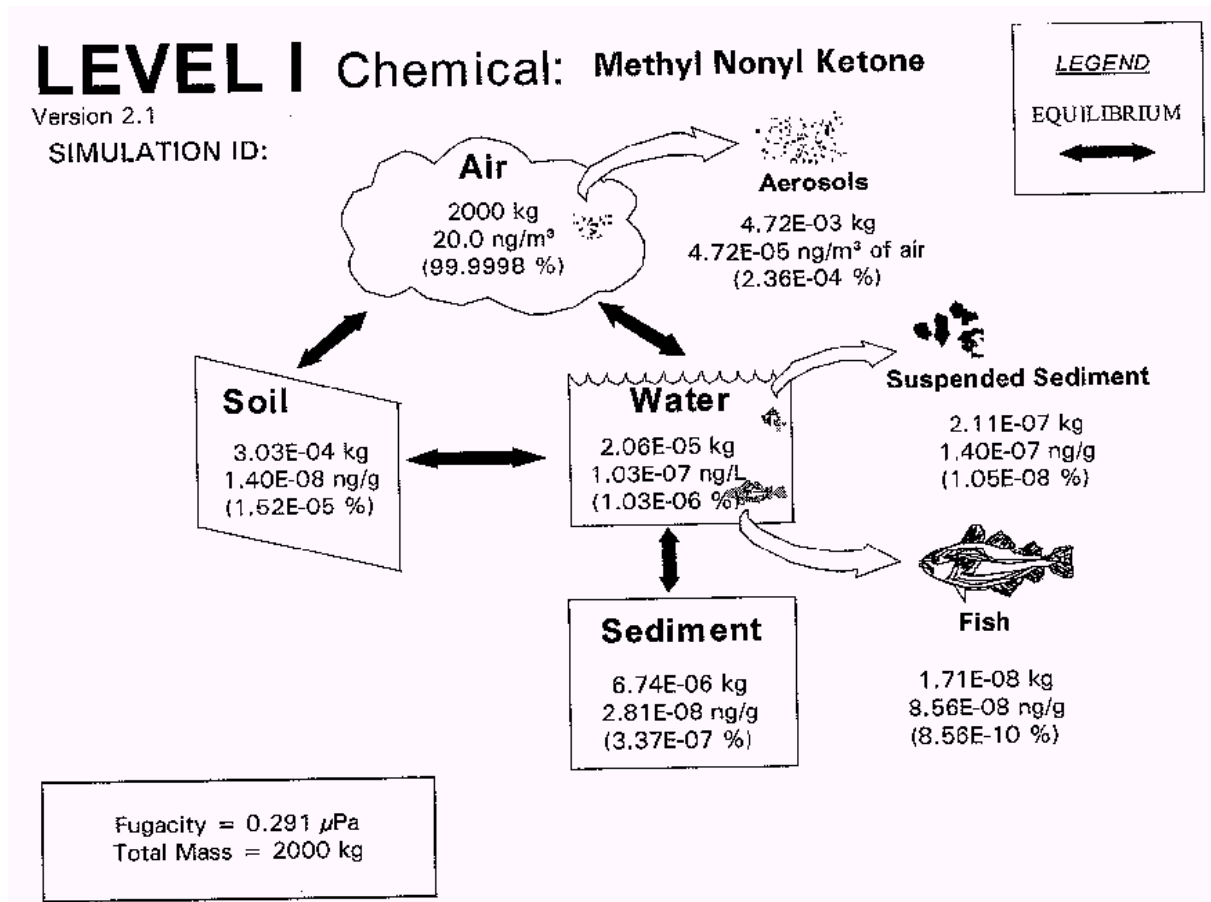 LEVEL I Chemical: Methyl Nonyl Ketone
Version 2.1
SIMULATION ID:
LEGEND
EQUILIBRIUM
Air
2000 kg
20.0 ng/m³
(99.9998 %)
Aerosols
4.72E-03 kg
4.72E-05 ng/m³ of air
(2.36E-04 %)
Soil
3.03E-04 kg
1.40E-08 ng/g
(1.52E-05 %)
Water
2.06E-05 kg
1.03E-07 ng/L
(1.03E-06 %)
Suspended Sediment
2.11E-07 kg
1.40E-07 ng/g
(1.05E-08 %)
Sediment
6.74E-06 kg
2.81E-08 ng/g
(3.37E-07 %)
Fish
1.71E-08 kg
8.56E-08 ng/g
(8.56E-10 %)
Fugacity = 0.291 µPa
Total Mass = 2000 kg